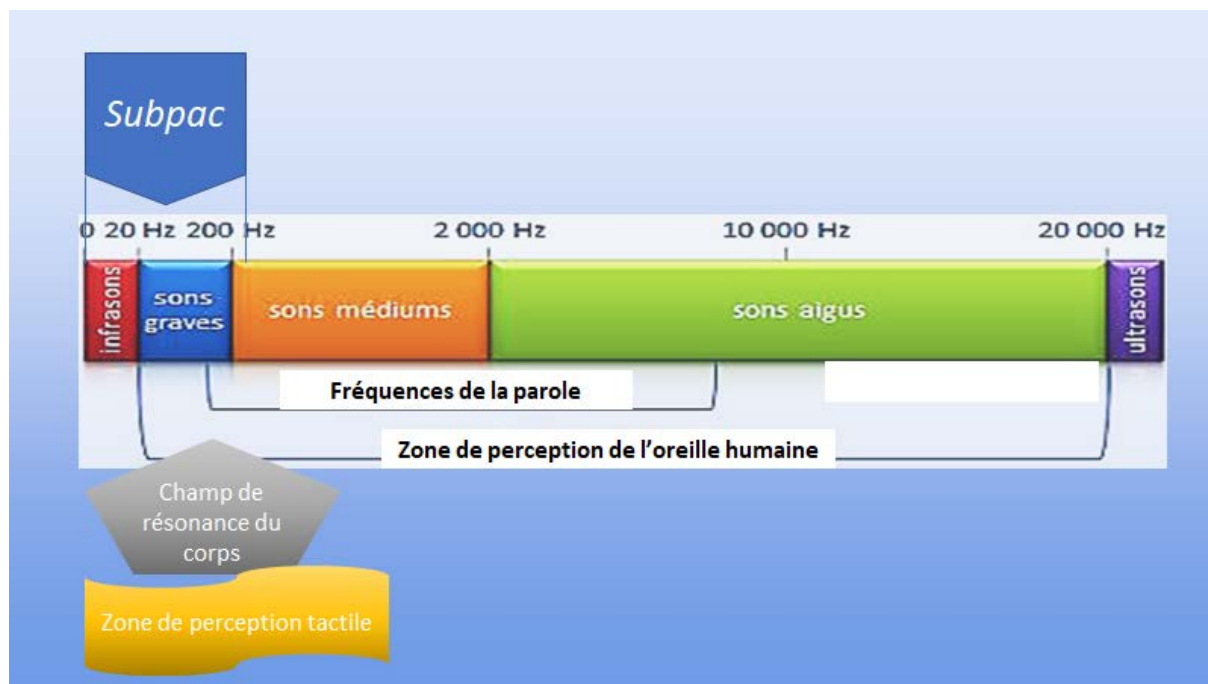 Subpac
0 20 Hz 200 Hz 2 000 Hz 10 000 Hz 20 000 Hz
infrasons
sons
graves
sons médiums
sons aigus
ultrasons
Fréquences de la parole
Zone de perception de l’oreille humaine
Champ de
résonance du
corps
Zone de perception tactile